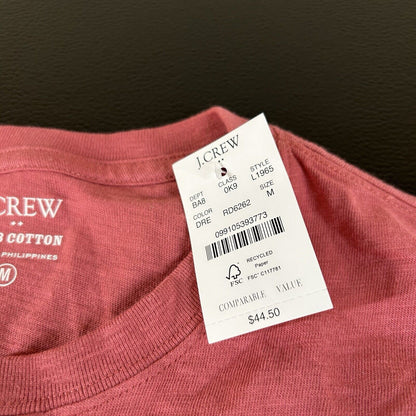 J.CREW
DEPT CLASS STYLE
BA8 0K9 L1965
COLOR SIZE
DRE RD6262 M
099105393773
RECYCLED
Paper
FSC FSC® C117761
COMPARABLE VALUE
$44.50
CREW
COTTON
PHILIPPINES
M